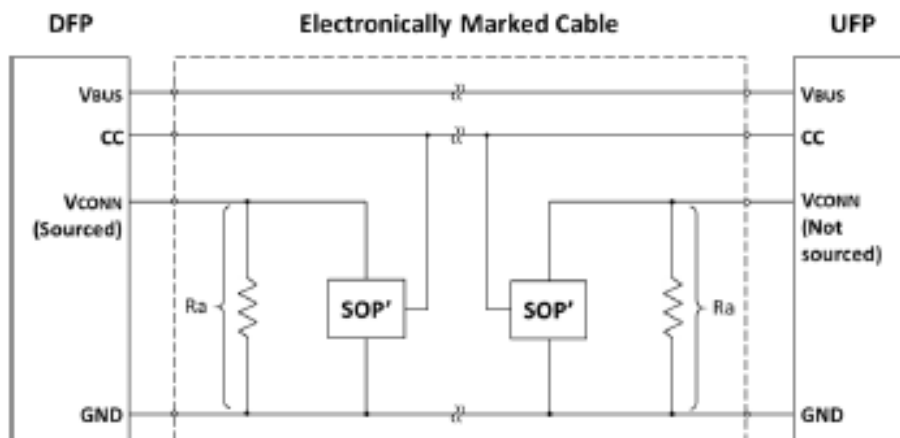 DFP
Electronically Marked Cable
UFP
VBUS
VBUS
CC
CC
VCONN
(Sourced)
VCONN
(Not
sourced)
Ra
SOP'
SOP'
Ra
GND
GND